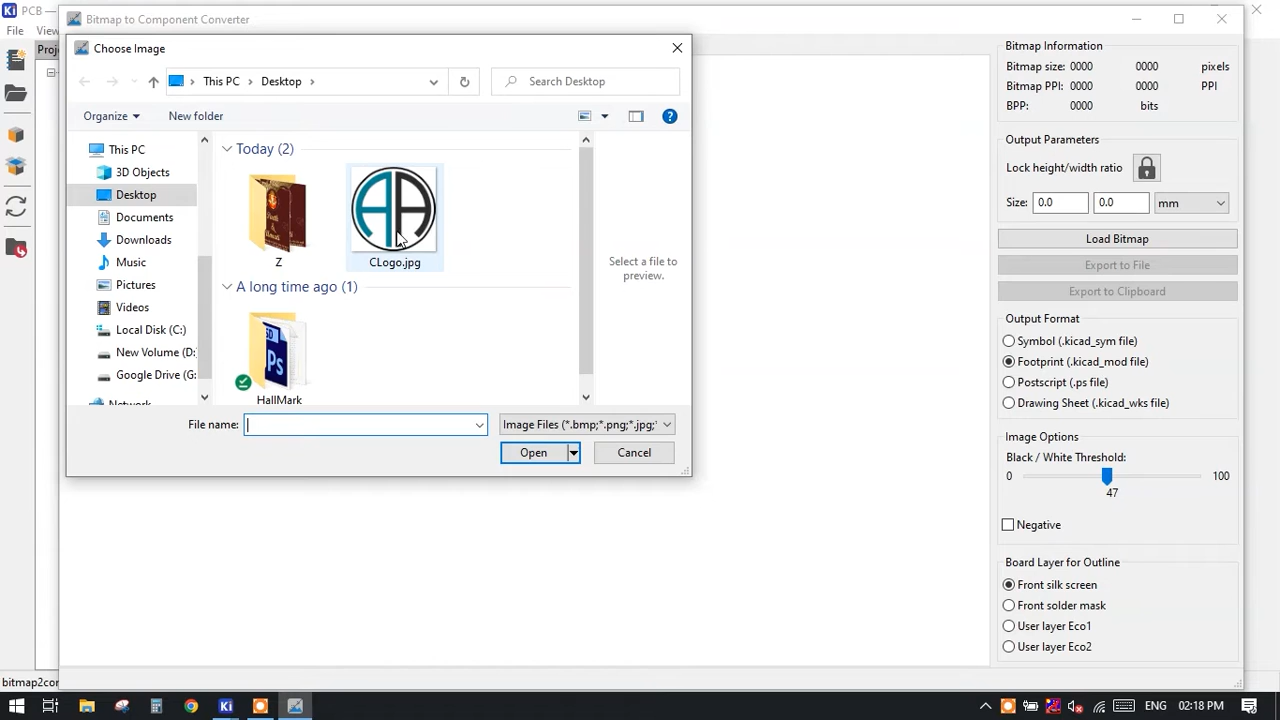 PCB —
File View
Proje
Bitmap to Component Converter
Choose Image
This PC > Desktop >
Search Desktop
Organize
New folder
This PC
3D Objects
Desktop
Documents
Downloads
Music
Pictures
Videos
Local Disk (C:)
New Volume (D:
Google Drive (G:
Network
Today (2)
Z
AA
CLogo.jpg
A long time ago (1)
Ps
HallMark
Select a file to
preview.
File name:
Image Files (*.bmp;*.png;*.jpg;*
Open
Cancel
Bitmap Information
Bitmap size: 0000 0000 pixels
Bitmap PPI: 0000 0000 PPI
BPP: 0000 bits
Output Parameters
Lock height/width ratio
Size: 0.0 0.0 mm
Load Bitmap
Export to File
Export to Clipboard
Output Format
Symbol (.kicad_sym file)
Footprint (.kicad_mod file)
Postscript (.ps file)
Drawing Sheet (.kicad_wks file)
Image Options
Black / White Threshold:
0 100
47
Negative
Board Layer for Outline
Front silk screen
Front solder mask
User layer Eco1
User layer Eco2
bitmap2con
Ki
ENG 02:18 PM